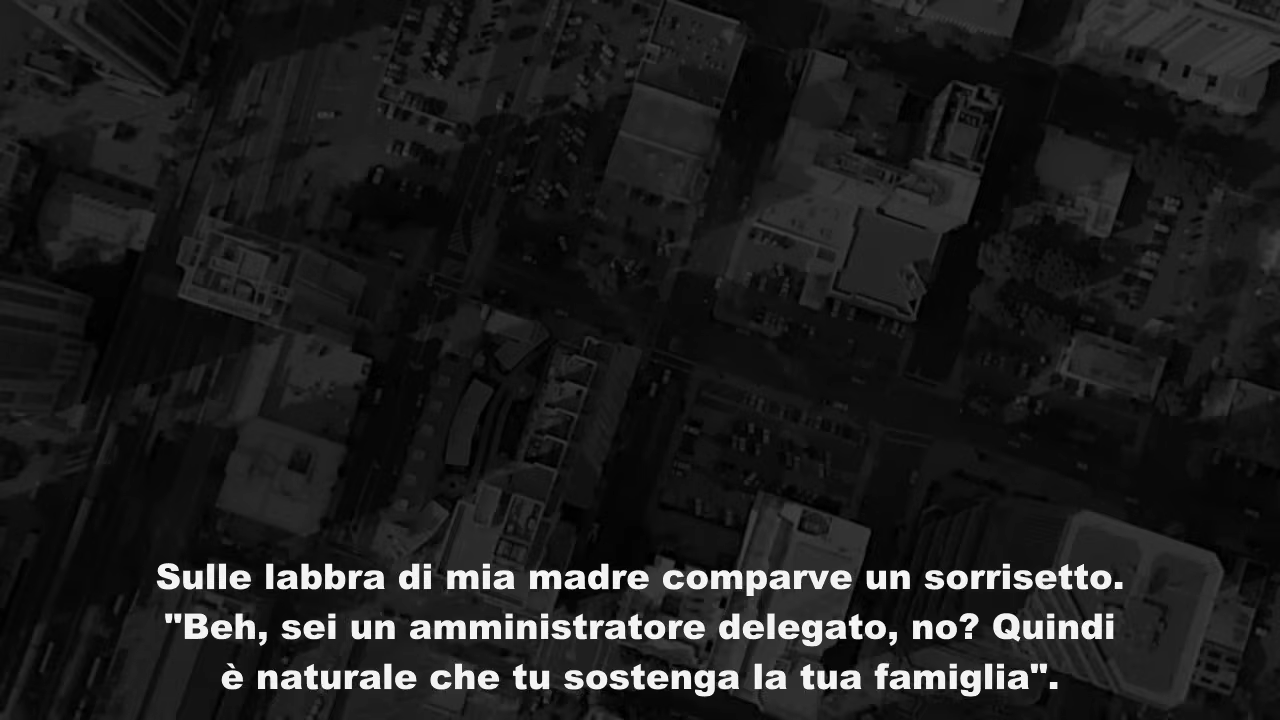 Sulle labbra di mia madre comparve un sorrisetto.
"Beh, sei un amministratore delegato, no? Quindi
è naturale che tu sostenga la tua famiglia".